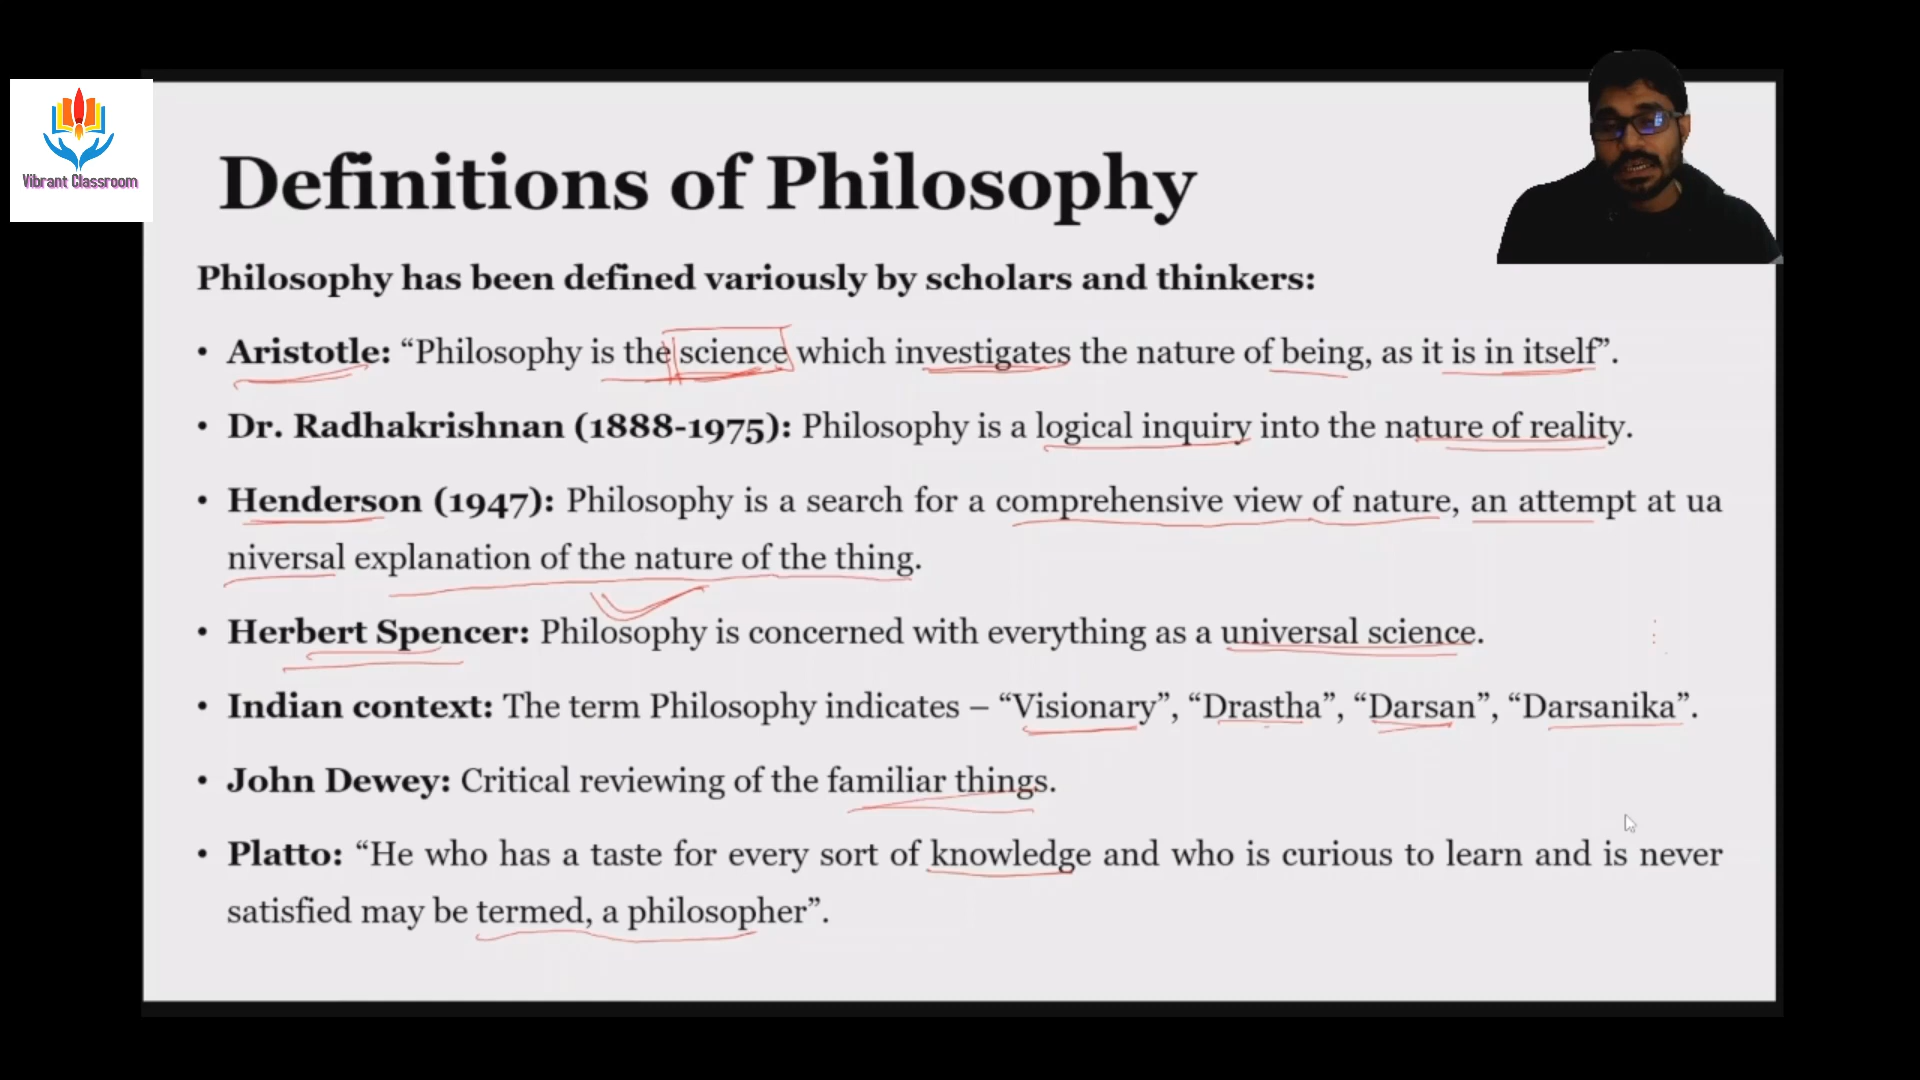 Vibrant Classroom
Definitions of Philosophy
Philosophy has been defined variously by scholars and thinkers:
• Aristotle: “Philosophy is the science which investigates the nature of being, as it is in itself”.
• Dr. Radhakrishnan (1888-1975): Philosophy is a logical inquiry into the nature of reality.
• Henderson (1947): Philosophy is a search for a comprehensive view of nature, an attempt at ua
niversal explanation of the nature of the thing.
• Herbert Spencer: Philosophy is concerned with everything as a universal science.
• Indian context: The term Philosophy indicates – “Visionary”, “Drastha”, “Darsan”, “Darsanika”.
• John Dewey: Critical reviewing of the familiar things.
• Platto: “He who has a taste for every sort of knowledge and who is curious to learn and is never
satisfied may be termed, a philosopher”.